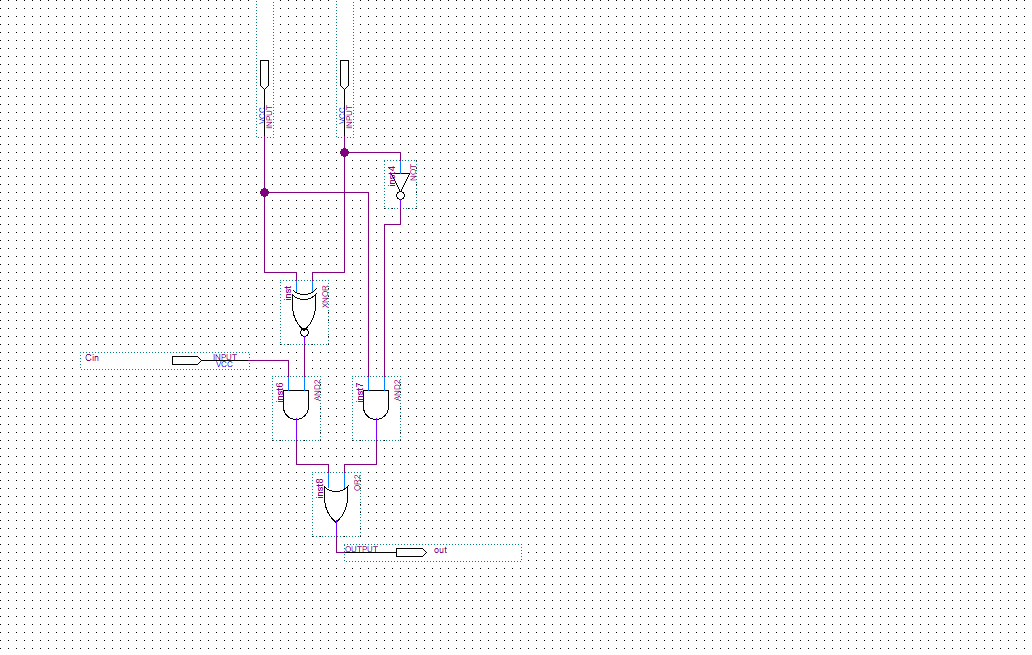 VCC
INPUT
VCC
INPUT
inst4
NOT
inst
XNOR
Cin
INPUT
VCC
inst6
AND2
inst7
AND2
inst8
OR2
OUTPUT
out